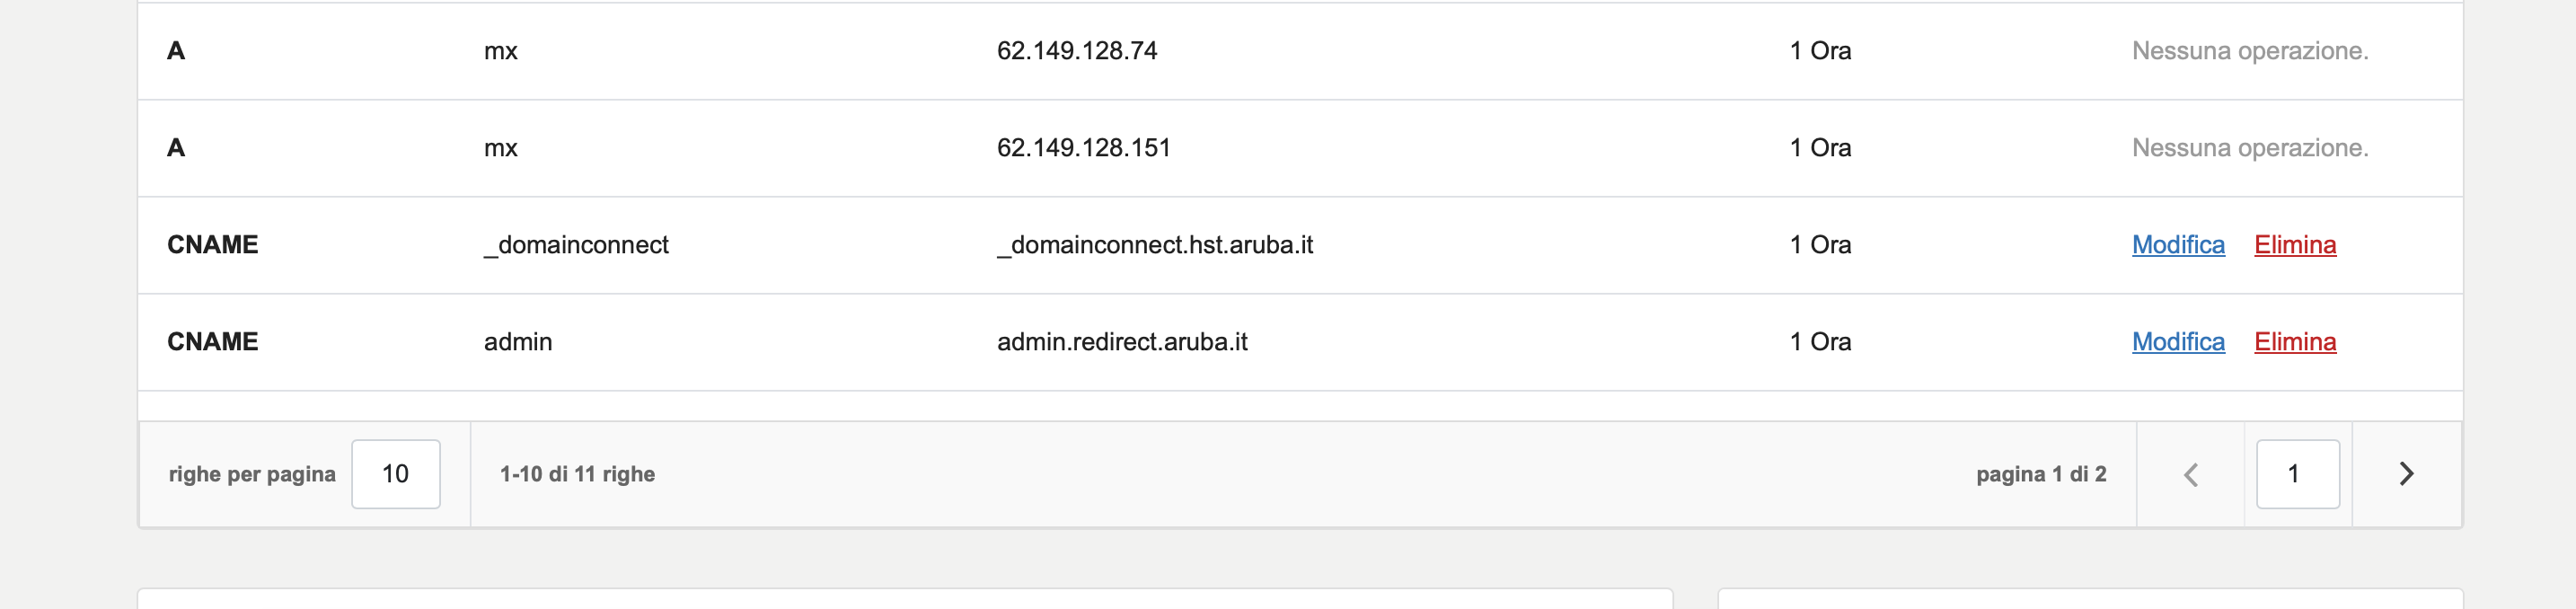 A mx 62.149.128.74 1 Ora Nessuna operazione.
A mx 62.149.128.151 1 Ora Nessuna operazione.
CNAME _domainconnect _domainconnect.hst.aruba.it 1 Ora Modifica Elimina
CNAME admin admin.redirect.aruba.it 1 Ora Modifica Elimina
righe per pagina 10 1-10 di 11 righe pagina 1 di 2 1